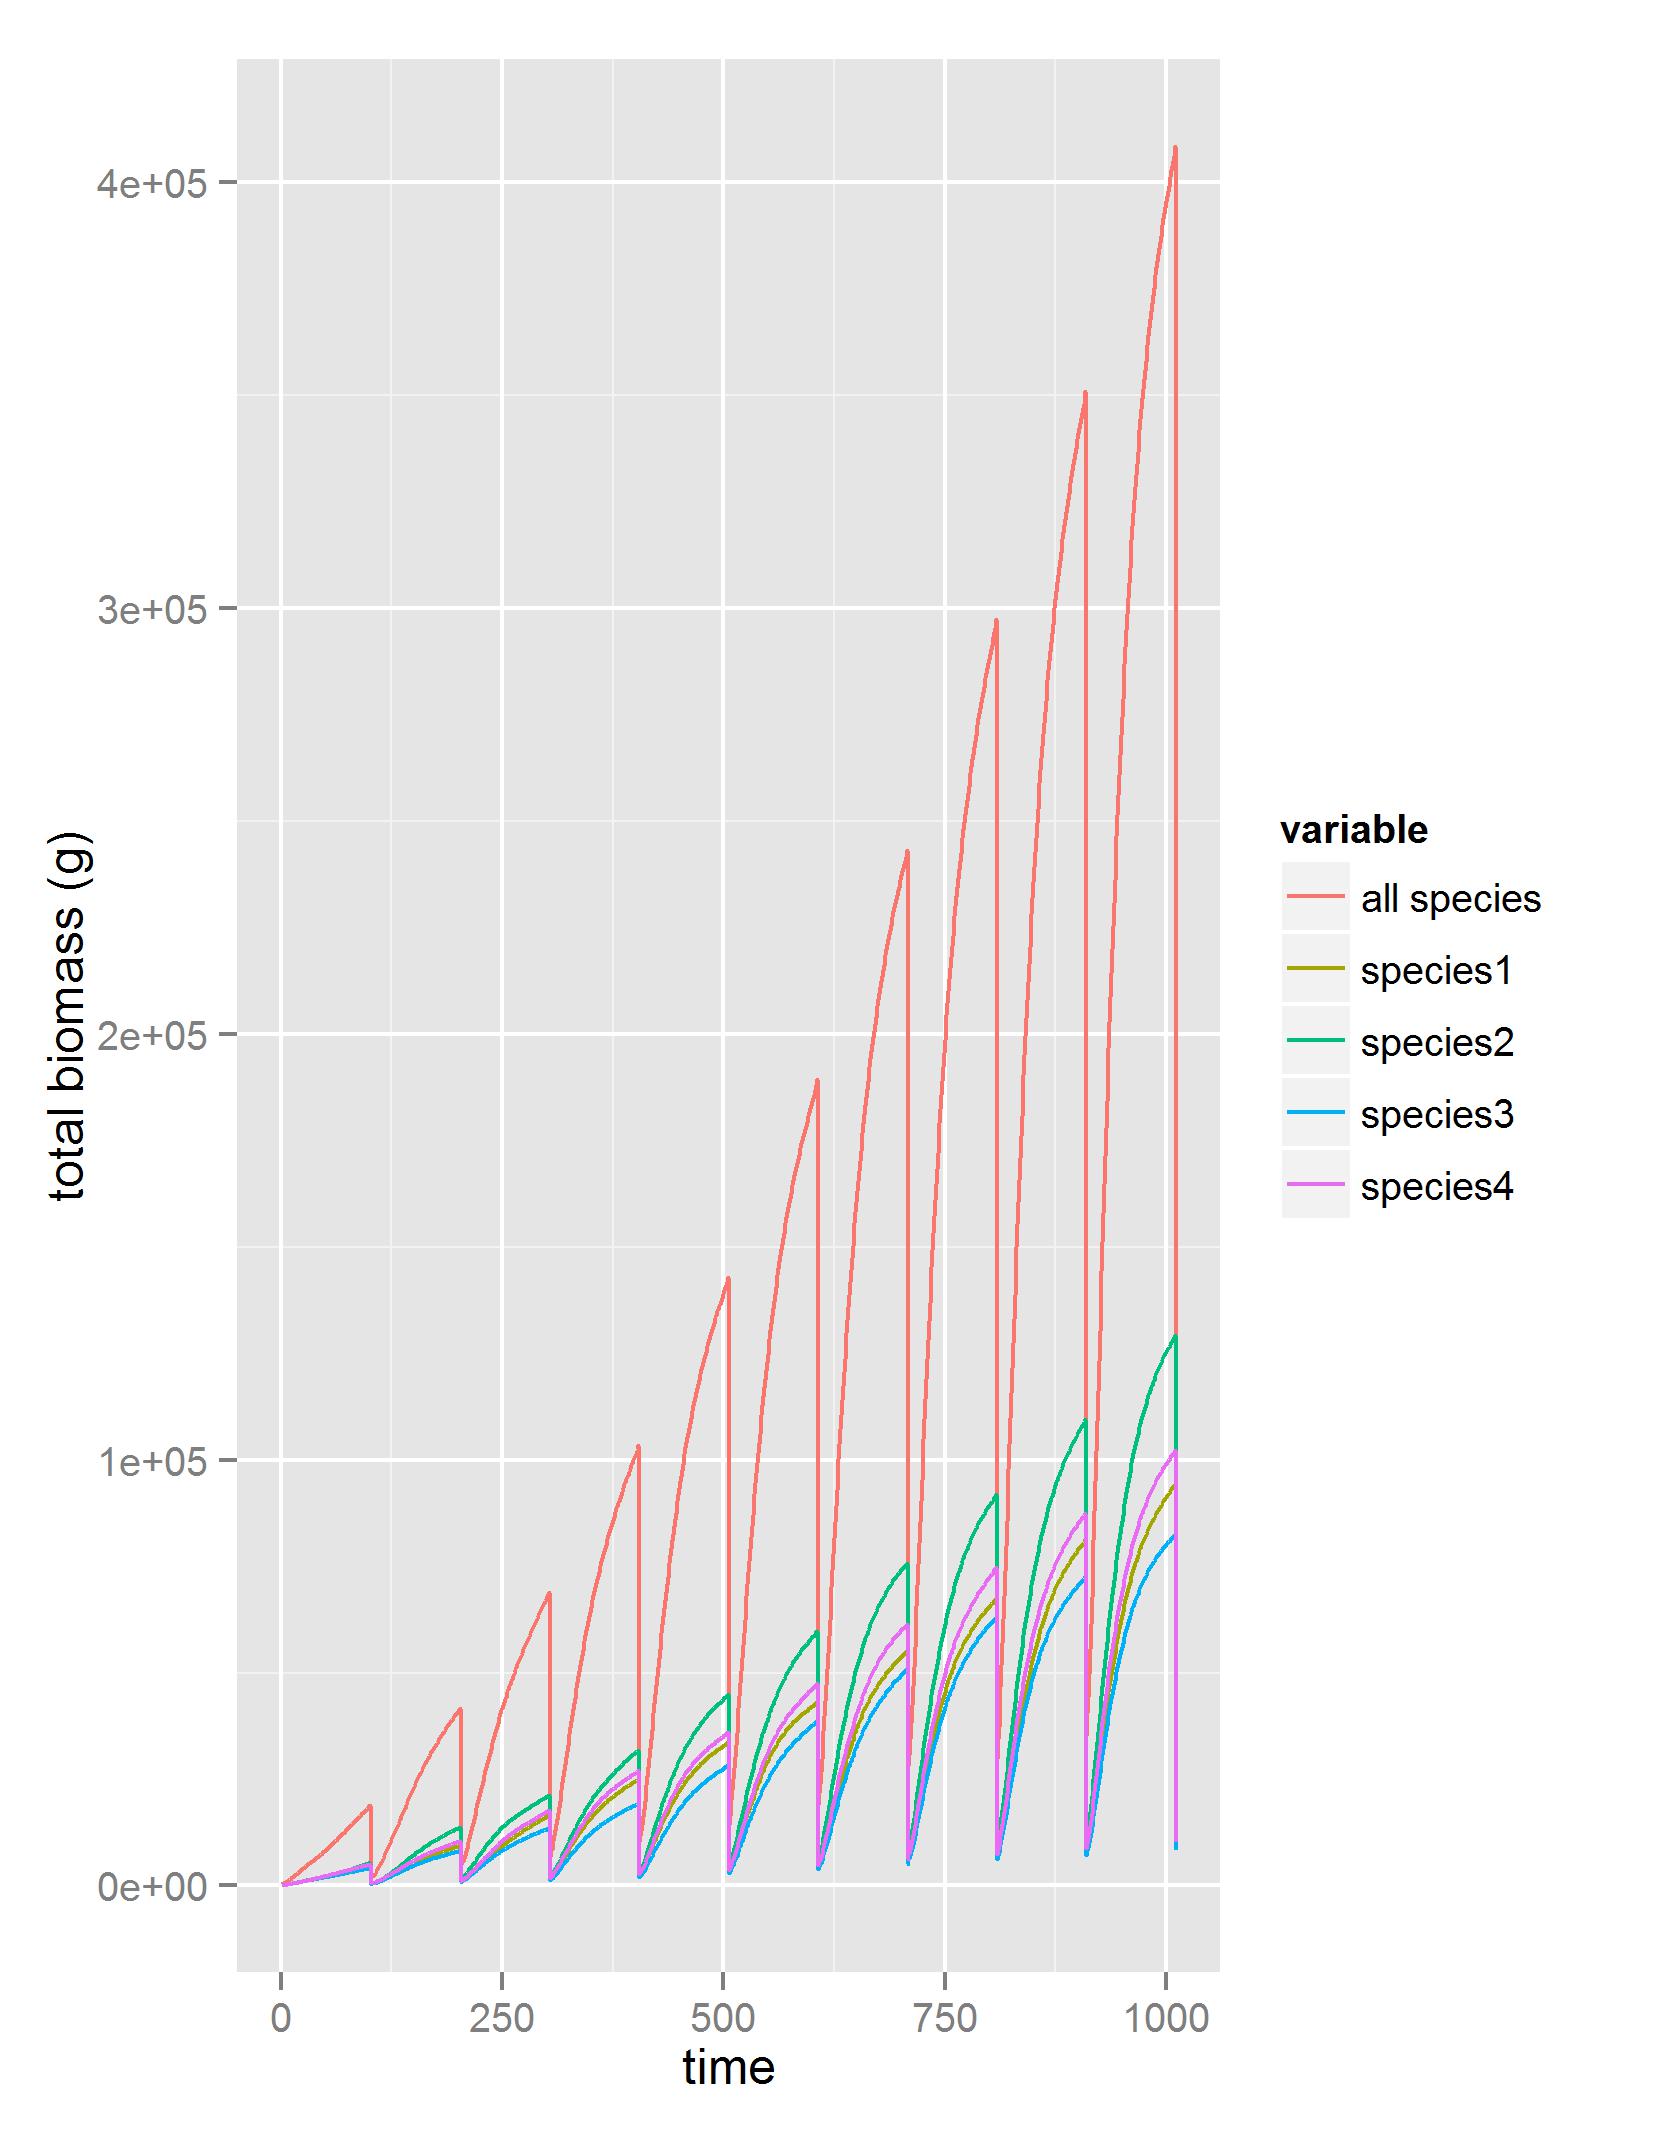 total biomass (g)
4e+05
3e+05
2e+05
1e+05
0e+00
0 250 500 750 1000
time
variable
all species
species1
species2
species3
species4